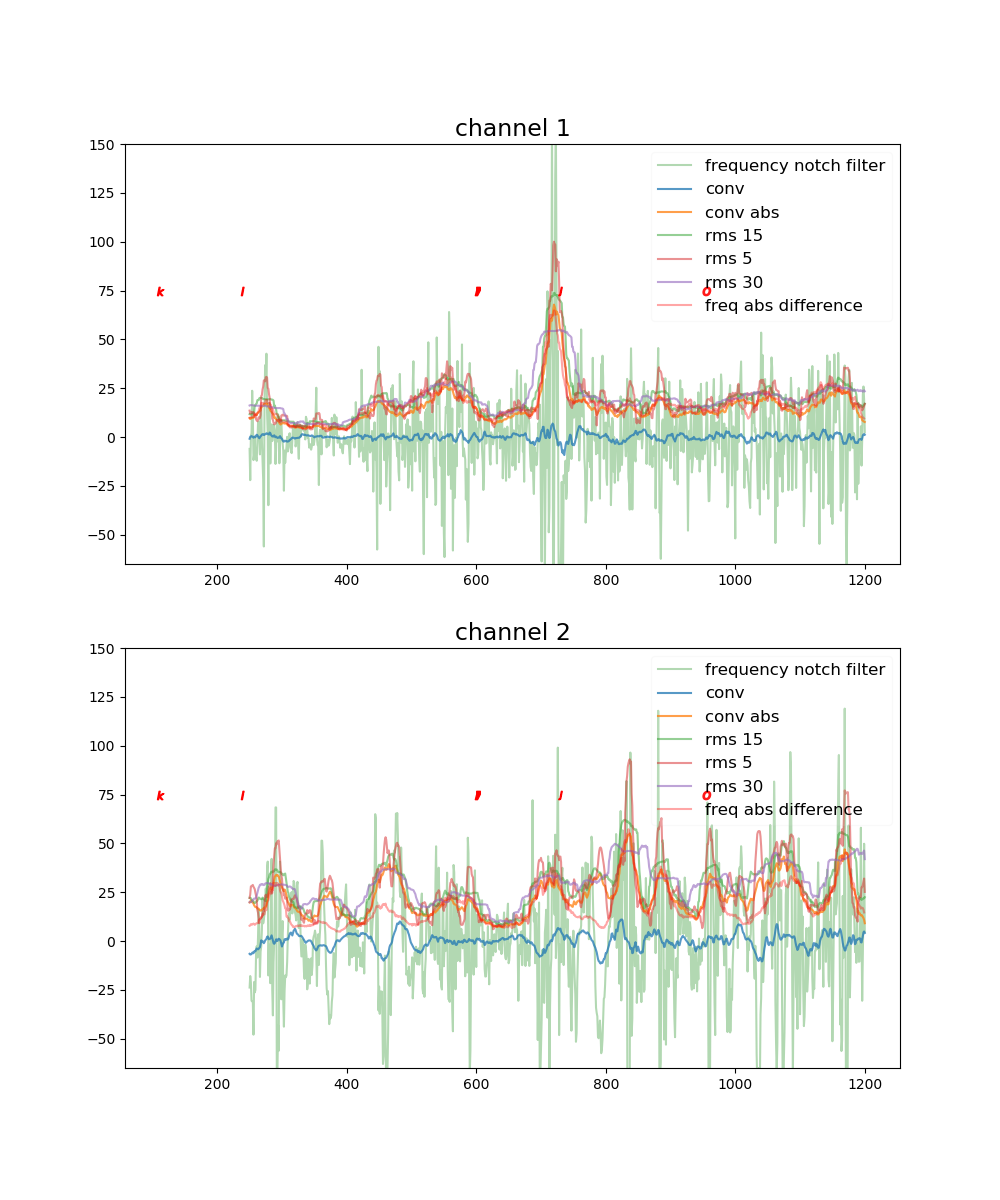 channel 1
150
125
100
75
50
25
0
−25
−50
frequency notch filter
conv
conv abs
rms 15
rms 5
rms 30
freq abs difference
k l J o
200 400 600 800 1000 1200
channel 2
150
125
100
75
50
25
0
−25
−50
frequency notch filter
conv
conv abs
rms 15
rms 5
rms 30
freq abs difference
k l J o
200 400 600 800 1000 1200